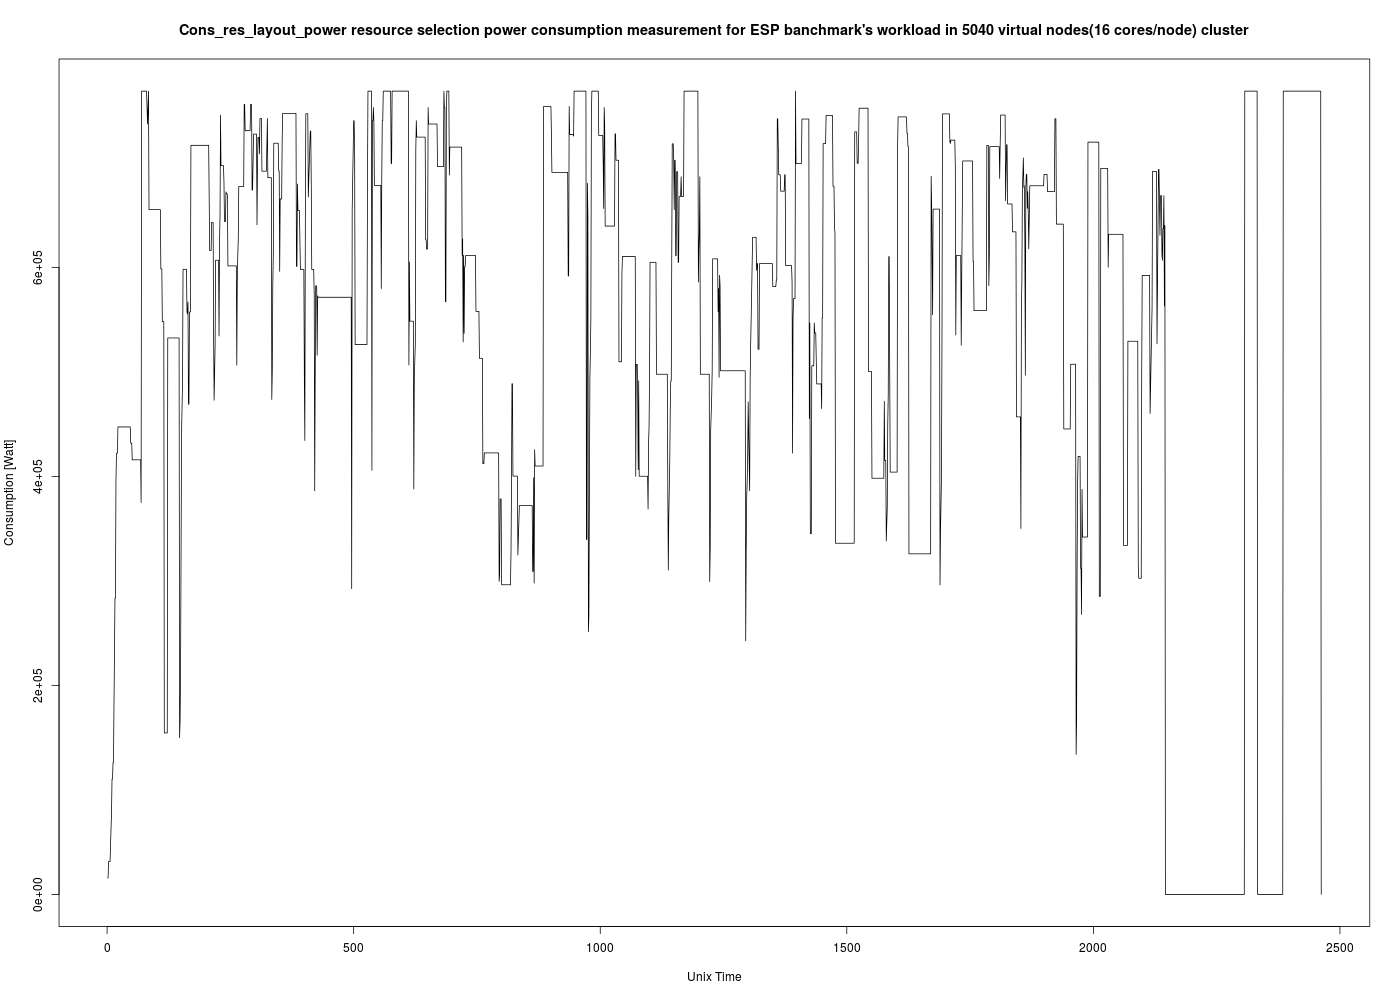 Cons_res_layout_power resource selection power consumption measurement for ESP banchmark's workload in 5040 virtual nodes(16 cores/node) cluster
6e+05
4e+05
Consumption [Watt]
2e+05
0e+00
0 500 1000 1500 2000 2500
Unix Time